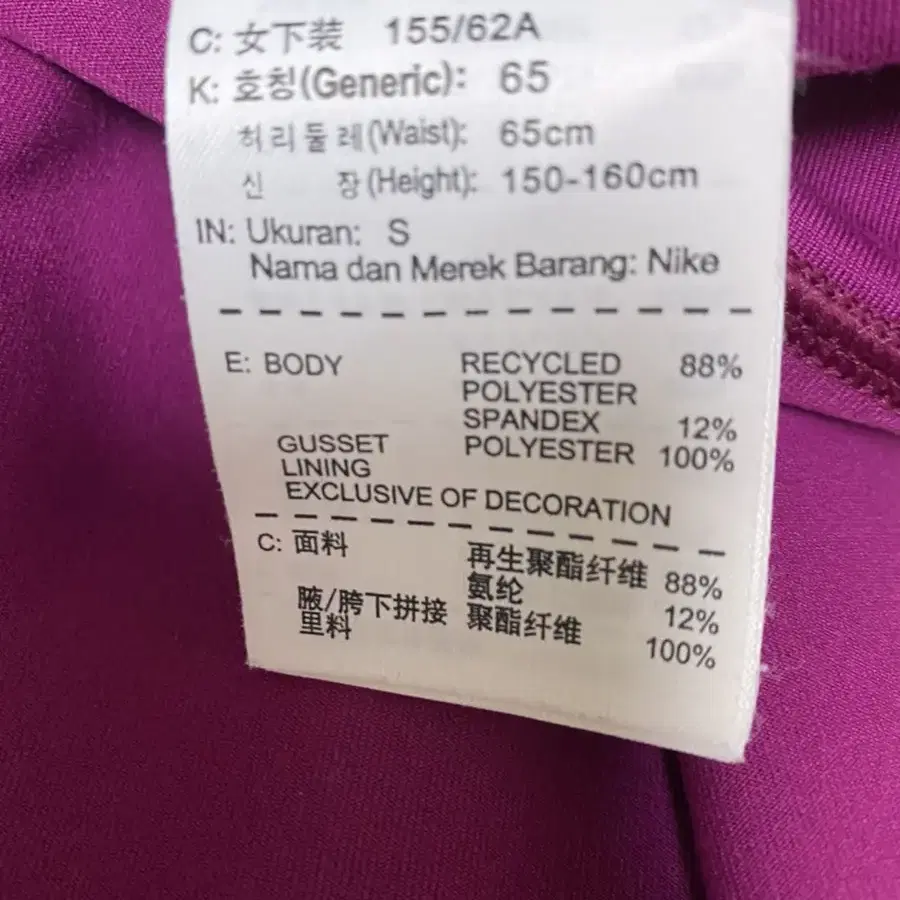 C: 女下装 155/62A
K: 호칭(Generic): 65
허리둘레(Waist): 65cm
신 장(Height): 150-160cm
IN: Ukuran: S
Nama dan Merek Barang: Nike
E: BODY RECYCLED 88%
POLYESTER
SPANDEX 12%
GUSSET POLYESTER 100%
LINING
EXCLUSIVE OF DECORATION
C: 面料 再生聚酯纤维 88%
氨纶 12%
腋/胯下拼接 聚酯纤维 100%
里料